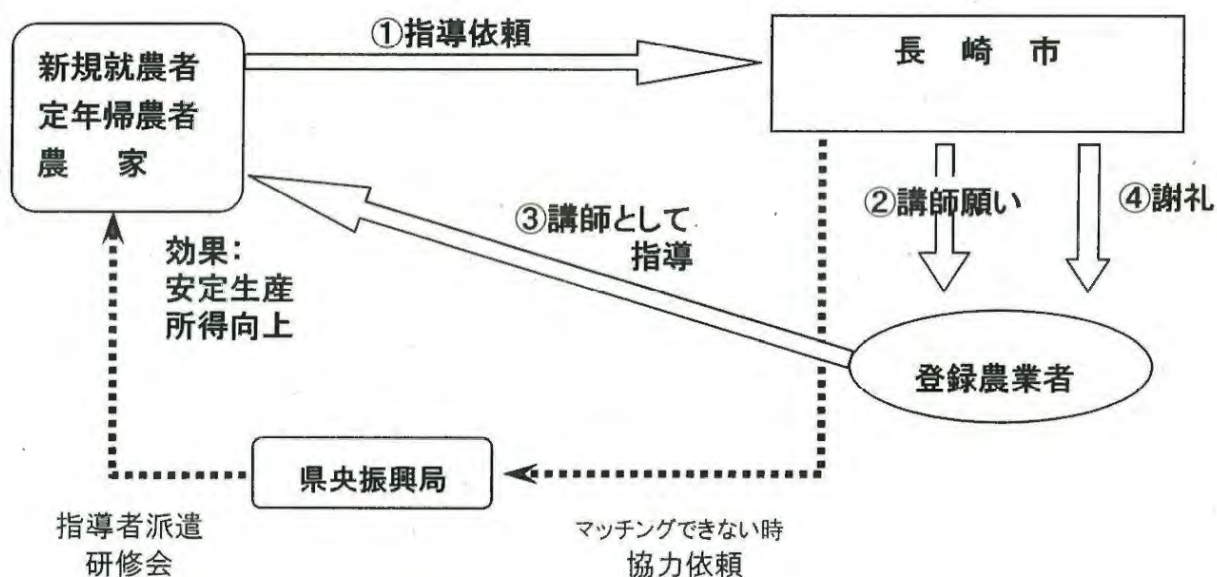 ①指導依頼
新規就農者
定年帰農者
農　家
長　崎　市
②講師願い
④謝礼
③講師として
指導
効果：
安定生産
所得向上
登録農業者
県央振興局
指導者派遣
研修会
マッチングできない時
協力依頼